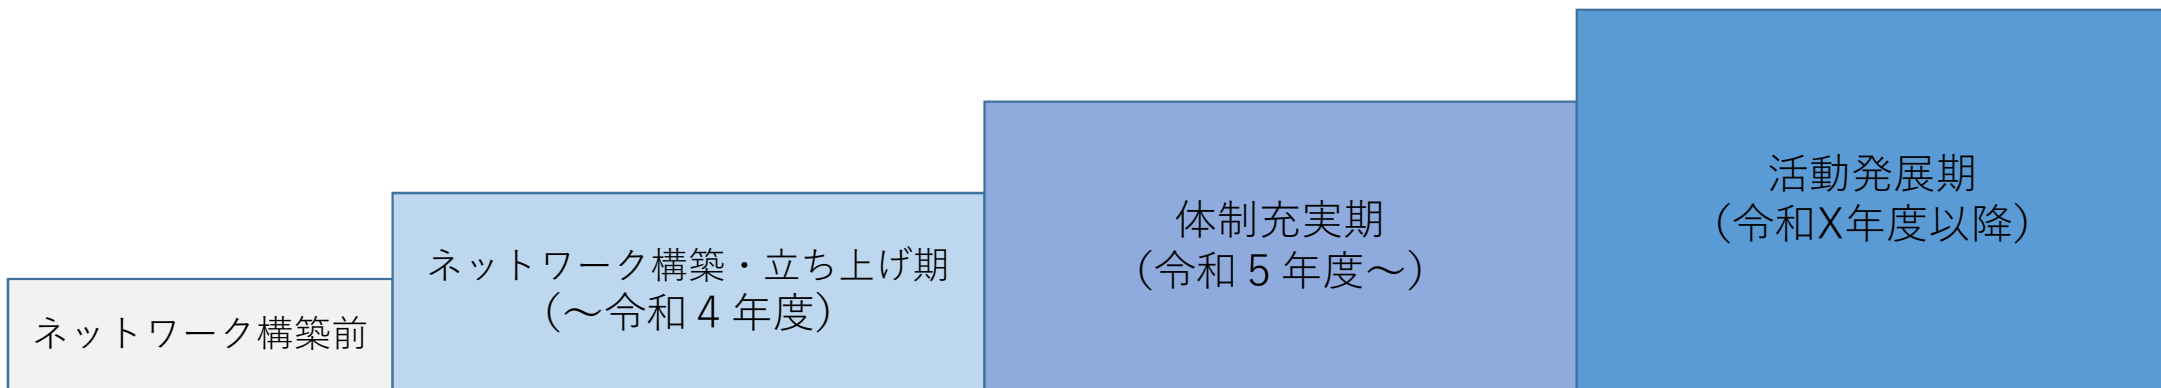 ネットワーク構築前
ネットワーク構築・立ち上げ期
（～令和４年度）
体制充実期
（令和５年度～）
活動発展期
（令和X年度以降）